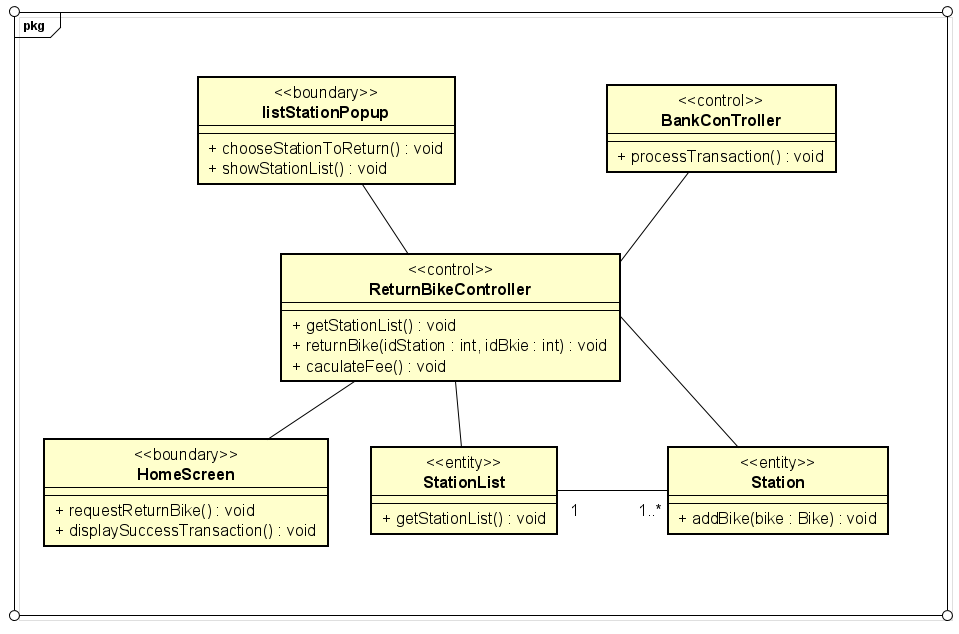 pkg
<<boundary>>
listStationPopup
+ chooseStationToReturn() : void
+ showStationList() : void
<<control>>
BankConTroller
+ processTransaction() : void
<<control>>
ReturnBikeController
+ getStationList() : void
+ returnBike(idStation : int, idBkie : int) : void
+ caculateFee() : void
<<boundary>>
HomeScreen
+ requestReturnBike() : void
+ displaySuccessTransaction() : void
<<entity>>
StationList
+ getStationList() : void
1
1..*
<<entity>>
Station
+ addBike(bike : Bike) : void